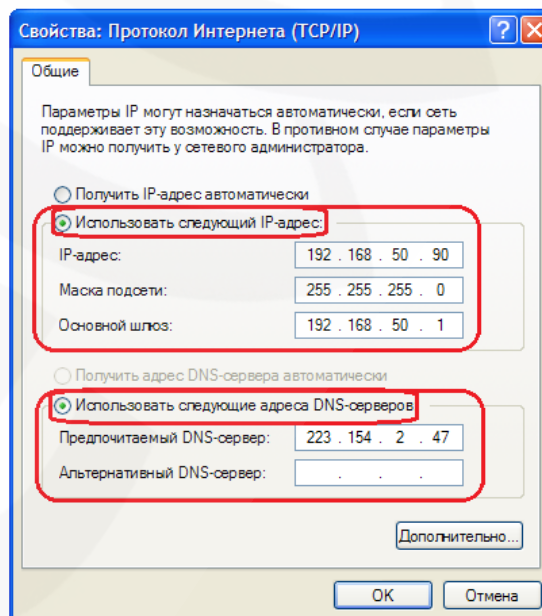 Свойства: Протокол Интернета (TCP/IP)
Общие
Параметры IP могут назначаться автоматически, если сеть
поддерживает эту возможность. В противном случае параметры
IP можно получить у сетевого администратора.
Получить IP-адрес автоматически
Использовать следующий IP-адрес:
IP-адрес: 192 . 168 . 50 . 90
Маска подсети: 255 . 255 . 255 . 0
Основной шлюз: 192 . 168 . 50 . 1
Получить адрес DNS-сервера автоматически
Использовать следующие адреса DNS-серверов
Предпочитаемый DNS-сервер: 223 . 154 . 2 . 47
Альтернативный DNS-сервер: . . .
Дополнительно...
OK Отмена